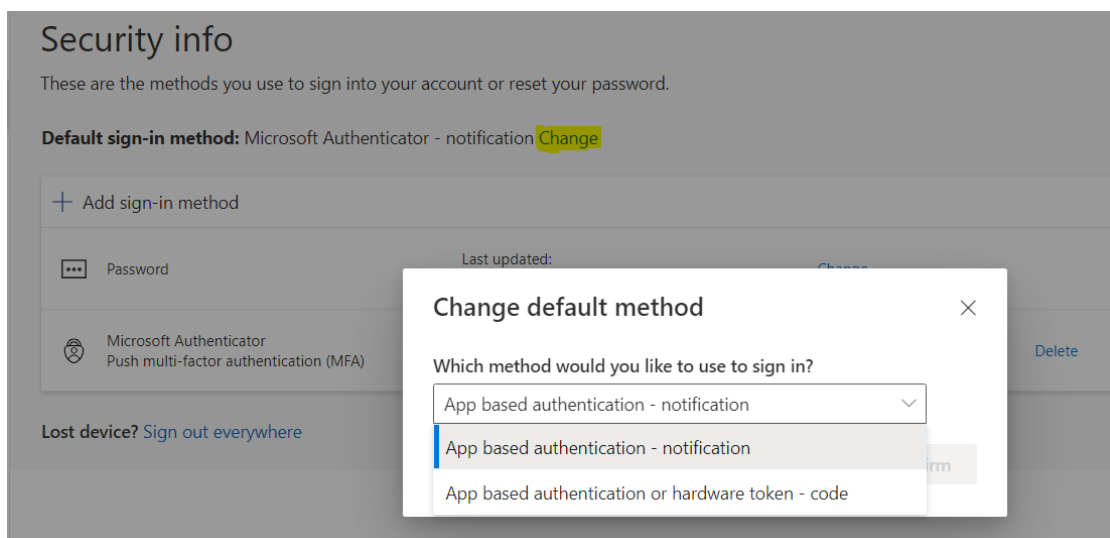 Security info
These are the methods you use to sign into your account or reset your password.
Default sign-in method: Microsoft Authenticator - notification Change
Add sign-in method
Password
Last updated:
Change
Microsoft Authenticator
Push multi-factor authentication (MFA)
Delete
Lost device? Sign out everywhere
Change default method
Which method would you like to use to sign in?
App based authentication - notification
App based authentication - notification
App based authentication or hardware token - code